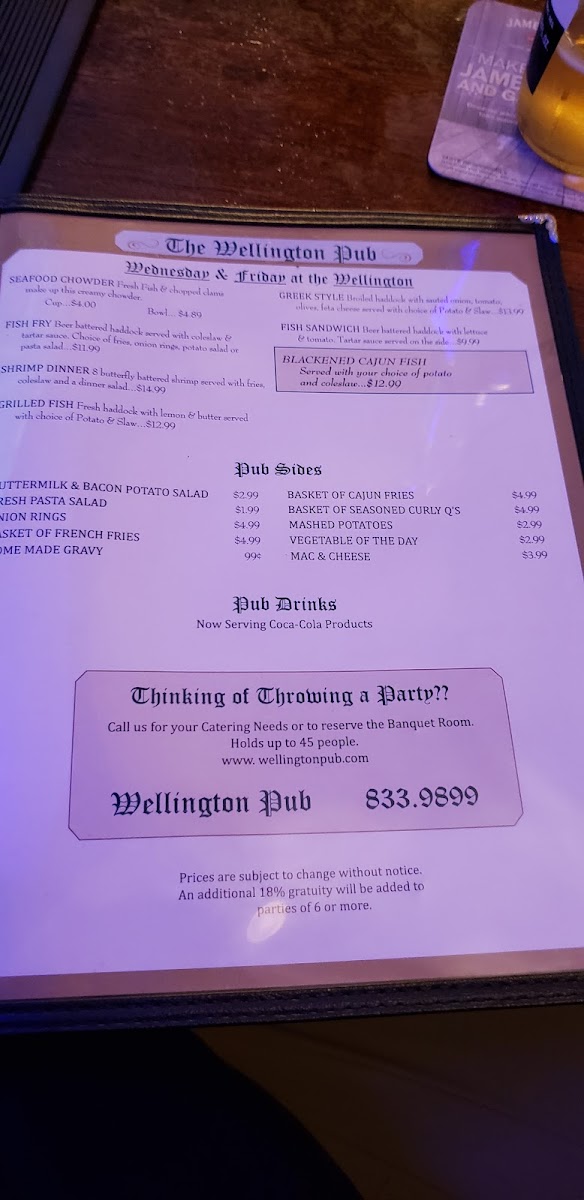 JAME
MAKE
JAME
AND G
The Wellington Pub
Wednesday & Friday at the Wellington
SEAFOOD CHOWDER Fresh Fish & chopped clams
make up this creamy chowder.
Cup...$4.00 Bowl... $4.89
FISH FRY Beer battered haddock served with coleslaw &
tartar sauce. Choice of fries, onion rings, potato salad or
pasta salad...$11.99
SHRIMP DINNER 8 butterfly battered shrimp served with fries,
coleslaw and a dinner salad...$14.99
GRILLED FISH Fresh haddock with lemon & butter served
with choice of Potato & Slaw...$12.99
GREEK STYLE Broiled haddock with sauted onion, tomato,
olives, feta cheese served with choice of Potato & Slaw...$13.99
FISH SANDWICH Beer battered haddock with lettuce
& tomato. Tartar sauce served on the side...$9.99
BLACKENED CAJUN FISH
Served with your choice of potato
and coleslaw...$12.99
Pub Sides
UTTERMILK & BACON POTATO SALAD $2.99
RESH PASTA SALAD $1.99
NION RINGS $4.99
ASKET OF FRENCH FRIES $4.99
OME MADE GRAVY 99¢
BASKET OF CAJUN FRIES $4.99
BASKET OF SEASONED CURLY Q'S $4.99
MASHED POTATOES $2.99
VEGETABLE OF THE DAY $2.99
MAC & CHEESE $3.99
Pub Drinks
Now Serving Coca-Cola Products
Thinking of Throwing a Party??
Call us for your Catering Needs or to reserve the Banquet Room.
Holds up to 45 people.
www. wellingtonpub.com
Wellington Pub 833.9899
Prices are subject to change without notice.
An additional 18% gratuity will be added to
parties of 6 or more.